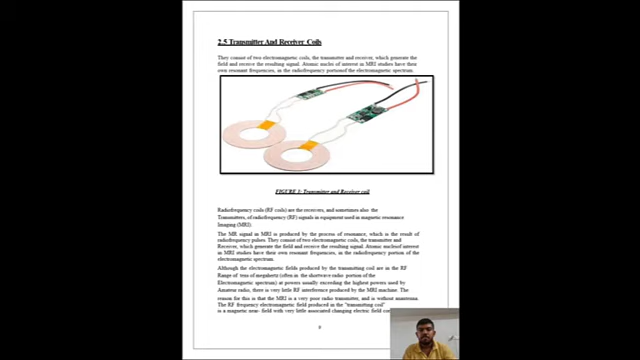 2.5 Transmitter And Receiver Coils
They consist of two electromagnetic coils, the transmitter and receiver, which generate the
field and receive the resulting signal. Atomic nuclei of interest in MRI studies have their
own resonant frequencies, in the radiofrequency portionof the electromagnetic spectrum.
FIGURE 3: Transmitter and Receiver coil
Radiofrequency coils (RF coils) are the receivers, and sometimes also the
Transmitters, of radiofrequency (RF) signals in equipment used in magnetic resonance
Imaging (MRI).
The MR signal in MRI is produced by the process of resonance, which is the result of
radiofrequency pulses. They consist of two electromagnetic coils, the transmitter and
Receiver, which generate the field and receive the resulting signal. Atomic nucleiof interest
in MRI studies have their own resonant frequencies, in the radiofrequency portion of the
electromagnetic spectrum.
Although the electromagnetic fields produced by the transmitting coil are in the RF
Range of tens of megahertz (often in the shortwave radio portion of the
Electromagnetic spectrum) at powers usually exceeding the highest powers used by
Amateur radio, there is very little RF interference produced by the MRI machine. The
reason for this is that the MRI is a very poor radio transmitter, and is without
The RF frequency electromagnetic field produced in the "transmitting coil"
is a magnetic near- field with very little associated changing electric field